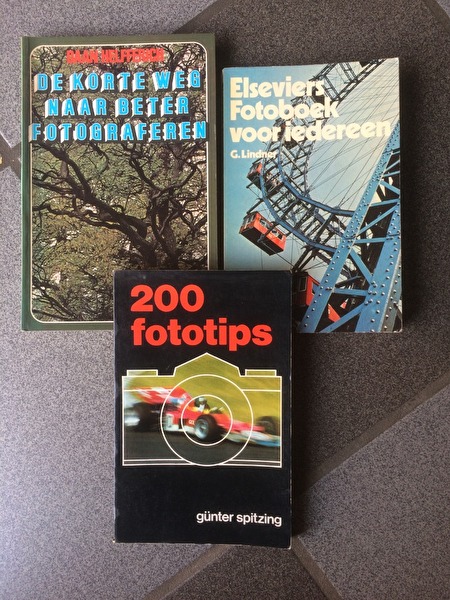 DE KORTE WEG
NAAR BETER
FOTOGRAFEREN
Elseviers
Fotoboek
voor iedereen
G. Lindner
200
fototips
günter spitzing